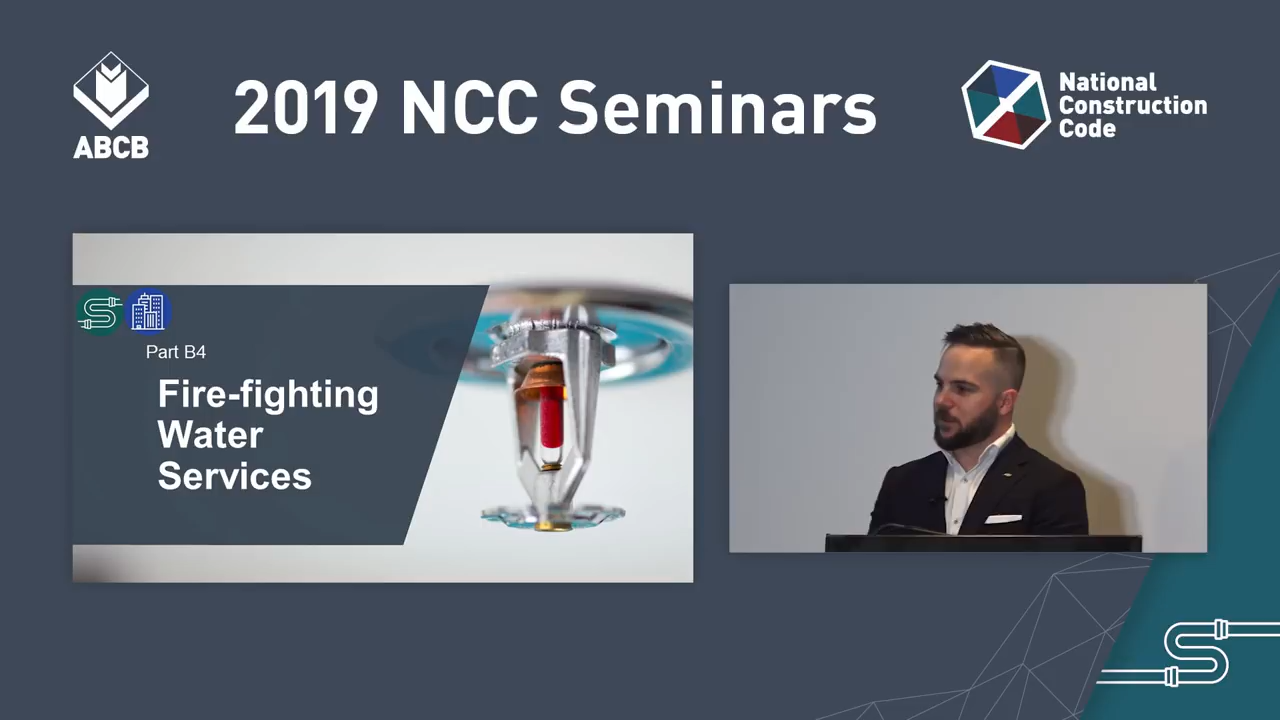 ABCB
2019 NCC Seminars
National
Construction
Code
Part B4
Fire-fighting
Water
Services